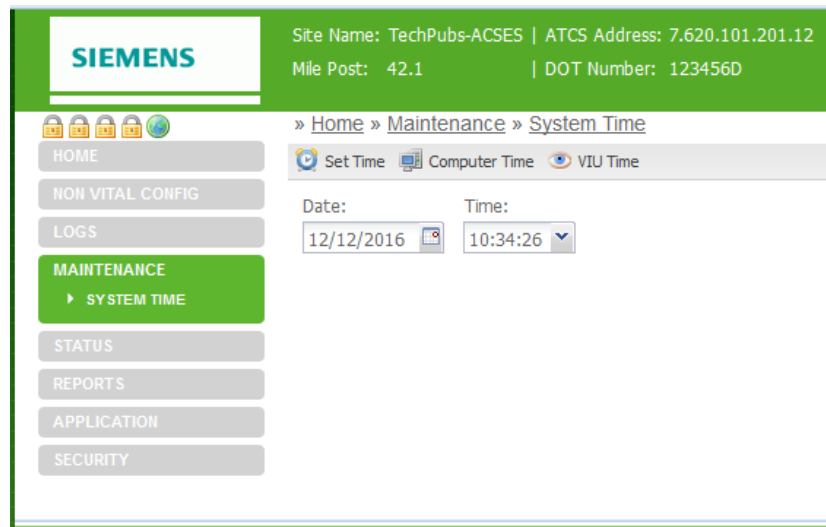 SIEMENS
Site Name: TechPubs-ACSES | ATCS Address: 7.620.101.201.12
Mile Post: 42.1 | DOT Number: 123456D
» Home » Maintenance » System Time
HOME
Set Time Computer Time VIU Time
NON VITAL CONFIG
Date: Time:
LOGS
12/12/2016 10:34:26
MAINTENANCE
SYSTEM TIME
STATUS
REPORTS
APPLICATION
SECURITY